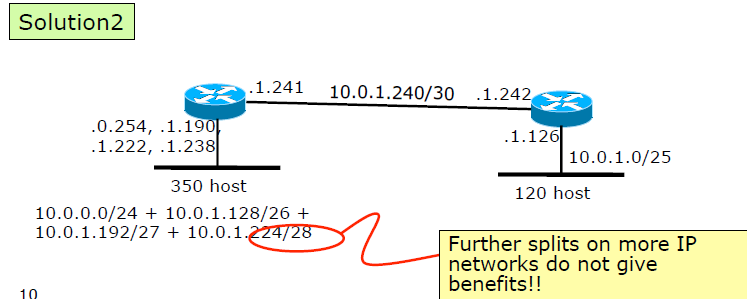 Solution2
.1.241
10.0.1.240/30
.1.242
.0.254, .1.190,
.1.222, .1.238
.1.126
10.0.1.0/25
350 host
120 host
10.0.0.0/24 + 10.0.1.128/26 +
10.0.1.192/27 + 10.0.1.224/28
Further splits on more IP
networks do not give
benefits!!
10